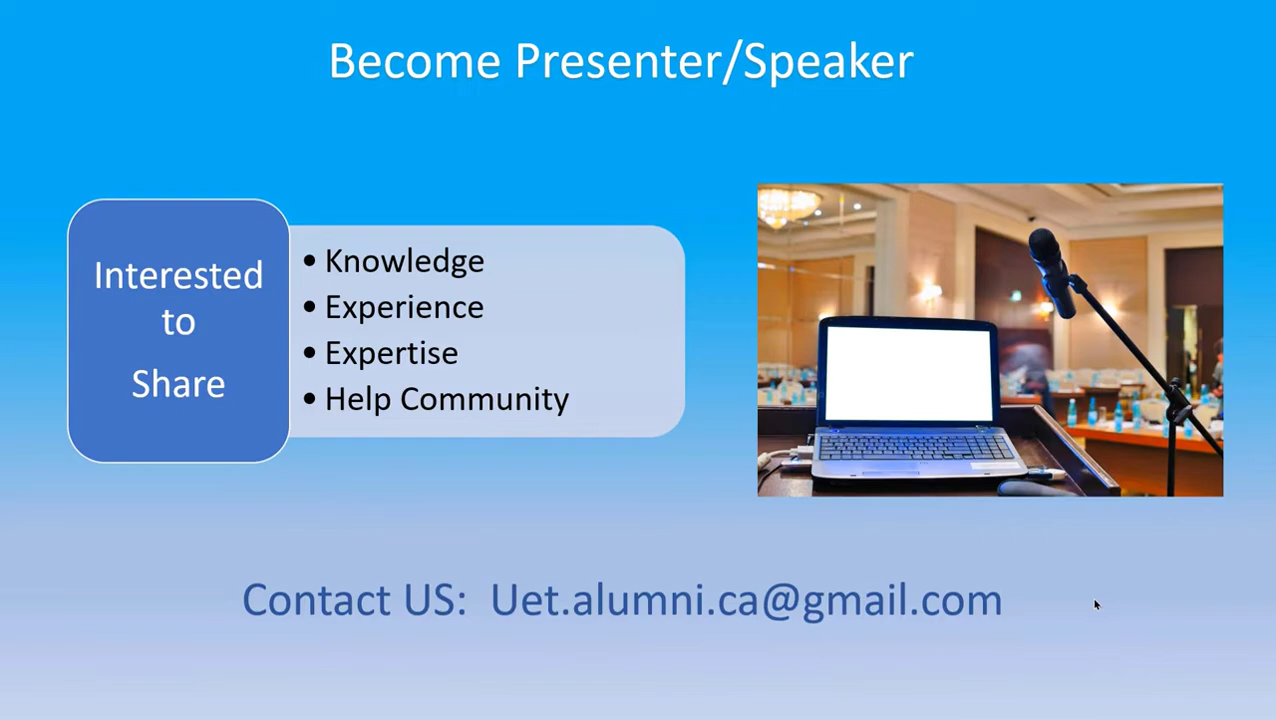 Become Presenter/Speaker
Interested
to
Share
• Knowledge
• Experience
• Expertise
• Help Community
Contact US: Uet.alumni.ca@gmail.com